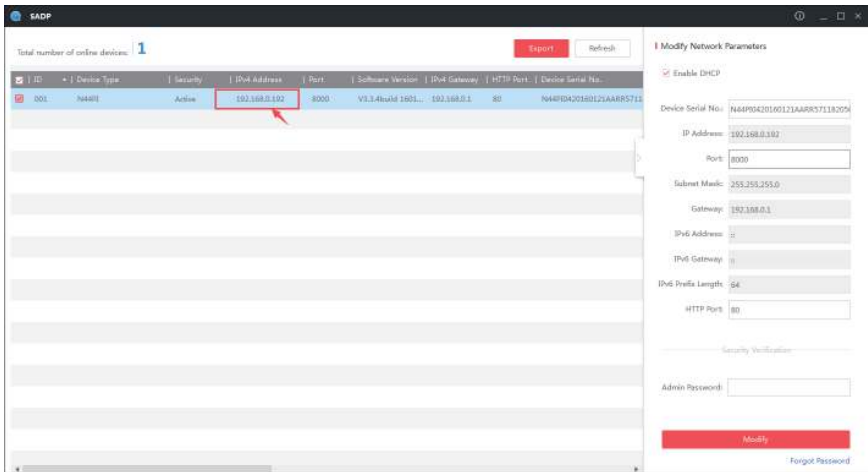 SADP
Total number of online devices: 1
Export
Refresh
ID | Device Type | Security | IPv4 Address | Port | Software Version | IPv4 Gateway | HTTP Port | Device Serial No.
001 N44FI Active 192.168.0.192 8000 V3.3.4build 1601... 192.168.0.1 80
Modify Network Parameters
Enable DHCP
Device Serial No.:
IP Address: 192.168.0.192
Port: 8000
Subnet Mask: 255.255.255.0
Gateway: 192.168.0.1
IPv6 Address: ::
IPv6 Gateway: ::
IPv6 Prefix Length: 64
HTTP Port: 80
Security Verification
Admin Password:
Modify
Forgot Password